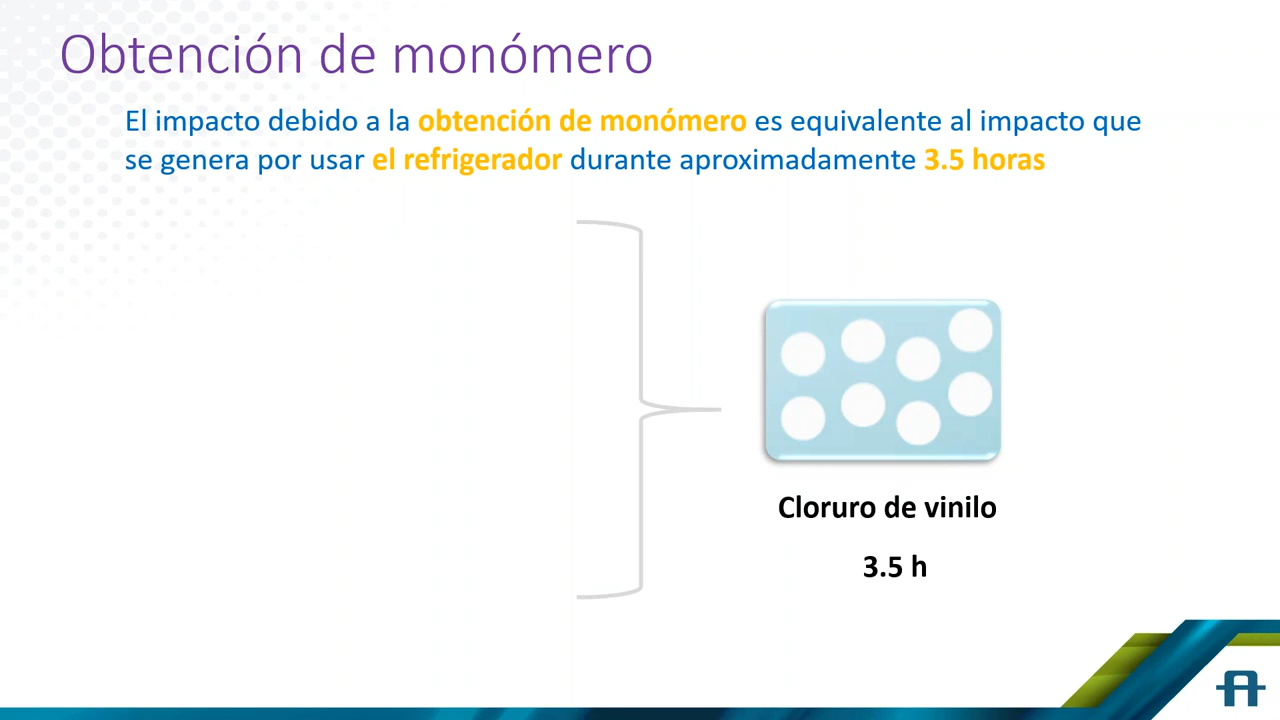 Obtención de monómero
El impacto debido a la obtención de monómero es equivalente al impacto que
se genera por usar el refrigerador durante aproximadamente 3.5 horas
Cloruro de vinilo
3.5 h